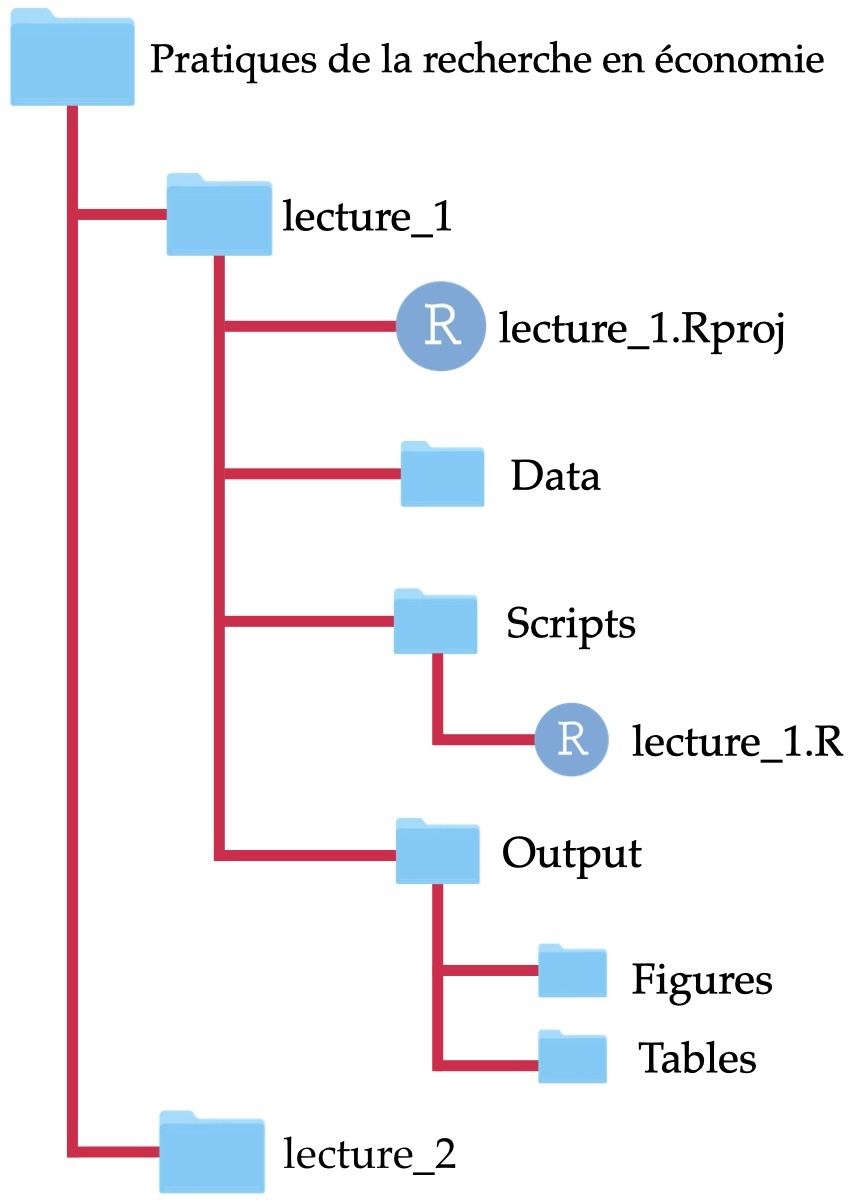 Pratiques de la recherche en économie
lecture_1
R lecture_1.Rproj
Data
Scripts
R lecture_1.R
Output
Figures
Tables
lecture_2